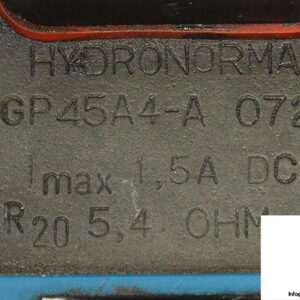 HYDRONORMA
GP45A4-A 072
Imax 1,5A DC
R20 5,4 OHM